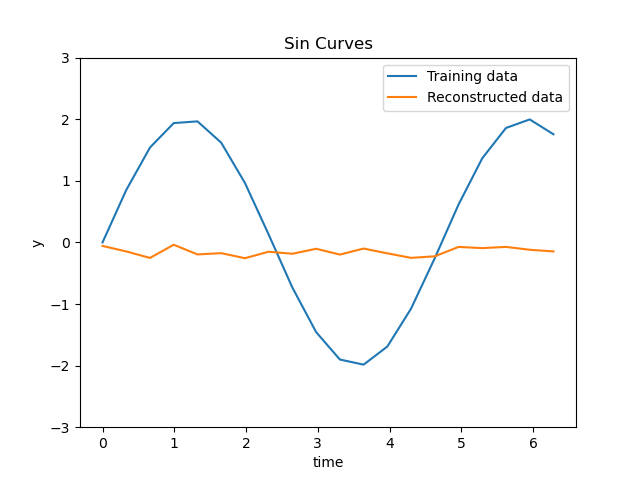 Sin Curves
Training data
Reconstructed data
3
2
1
0
−1
−2
−3
y
0 1 2 3 4 5 6
time